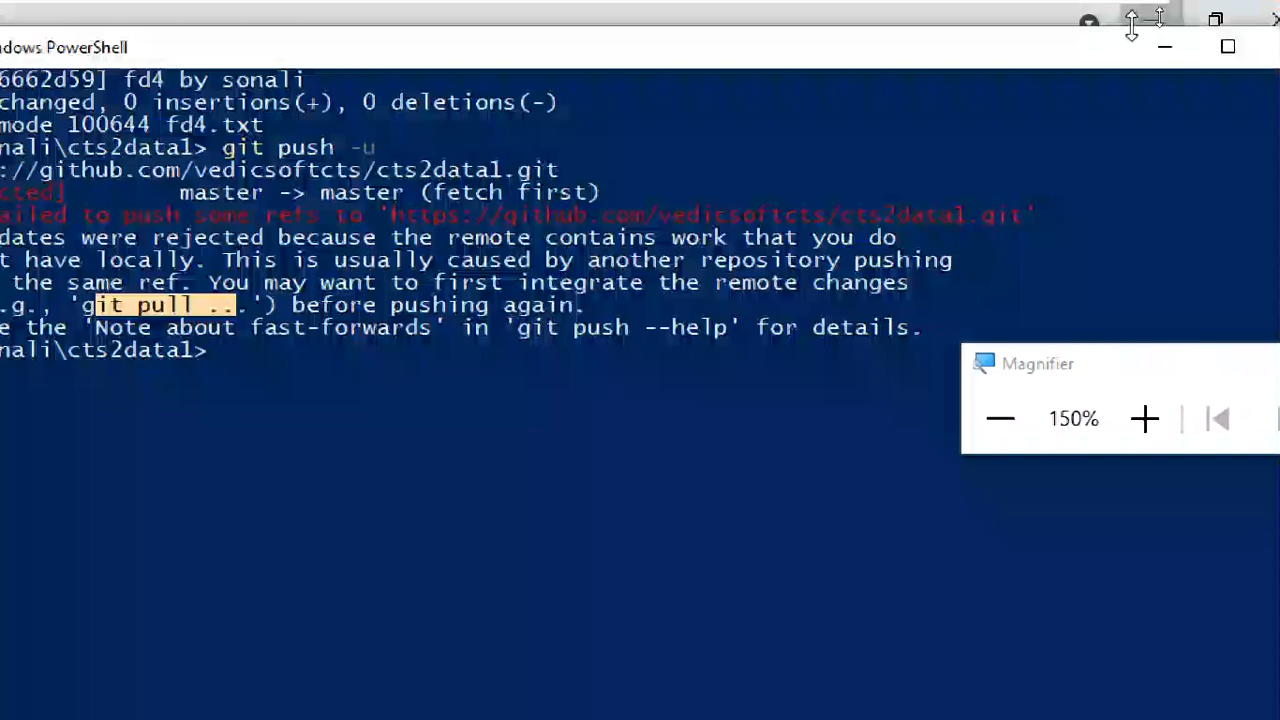 dows PowerShell
6662d59] fd4 by sonali
changed, 0 insertions(+), 0 deletions(-)
mode 100644 fd4.txt
nali\cts2data1> git push -u
://github.com/vedicsoftcts/cts2data1.git
cted] master -> master (fetch first)
ailed to push some refs to 'https://github.com/vedicsoftcts/cts2data1.git'
dates were rejected because the remote contains work that you do
t have locally. This is usually caused by another repository pushing
the same ref. You may want to first integrate the remote changes
.g., 'git pull ...') before pushing again.
e the 'Note about fast-forwards' in 'git push --help' for details.
nali\cts2data1>
Magnifier
150%